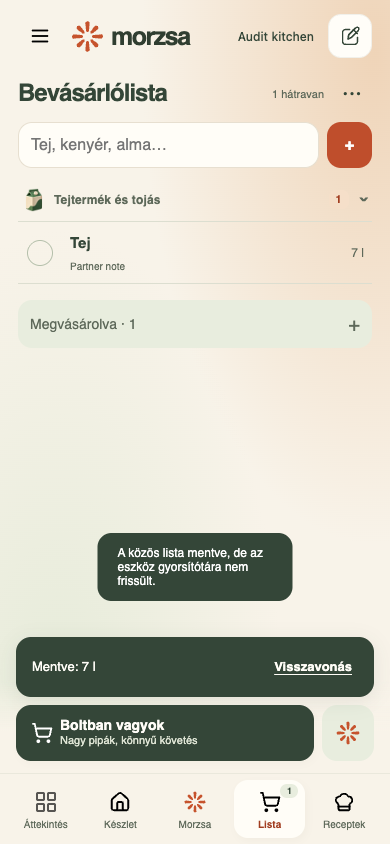 morzsa
Audit kitchen
Bevásárlólista
1 hátravan
Tej, kenyér, alma…
+
Tejtermék és tojás
1
Tej
7 l
Partner note
Megvásárolva · 1
+
A közös lista mentve, de az
eszköz gyorsítótára nem
frissült.
Mentve: 7 l
Visszavonás
Boltban vagyok
Nagy pipák, könnyű követés
1
Áttekintés
Készlet
Morzsa
Lista
Receptek